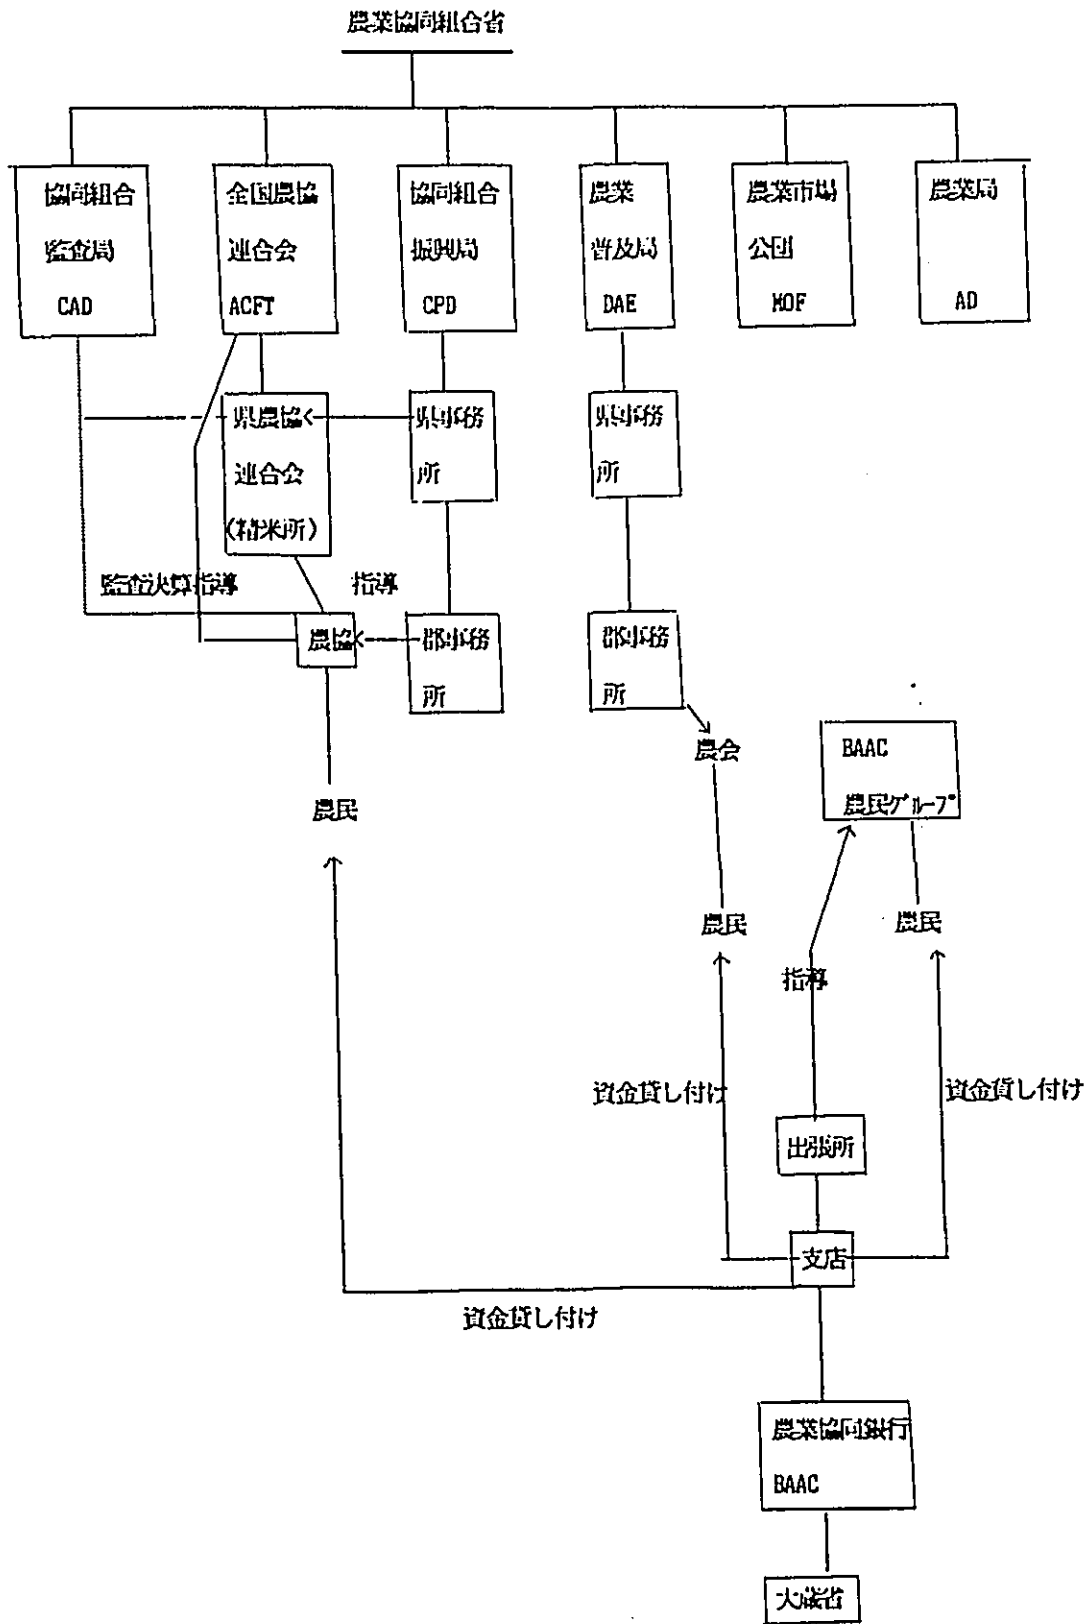 農業協同組合省
協同組合
監査局
CAD
全国農協
連合会
ACFT
協同組合
振興局
CPD
農業
普及局
DAE
農業市場
公団
MOF
農業局
AD
県農協
連合会
(精米所)
県事務
所
県事務
所
監査決算指導
指導
農協
郡事務
所
郡事務
所
農会
BAAC
農民グループ
農民
農民
農民
指導
資金貸し付け
資金貸し付け
出張所
支店
資金貸し付け
農業協同銀行
BAAC
大蔵省